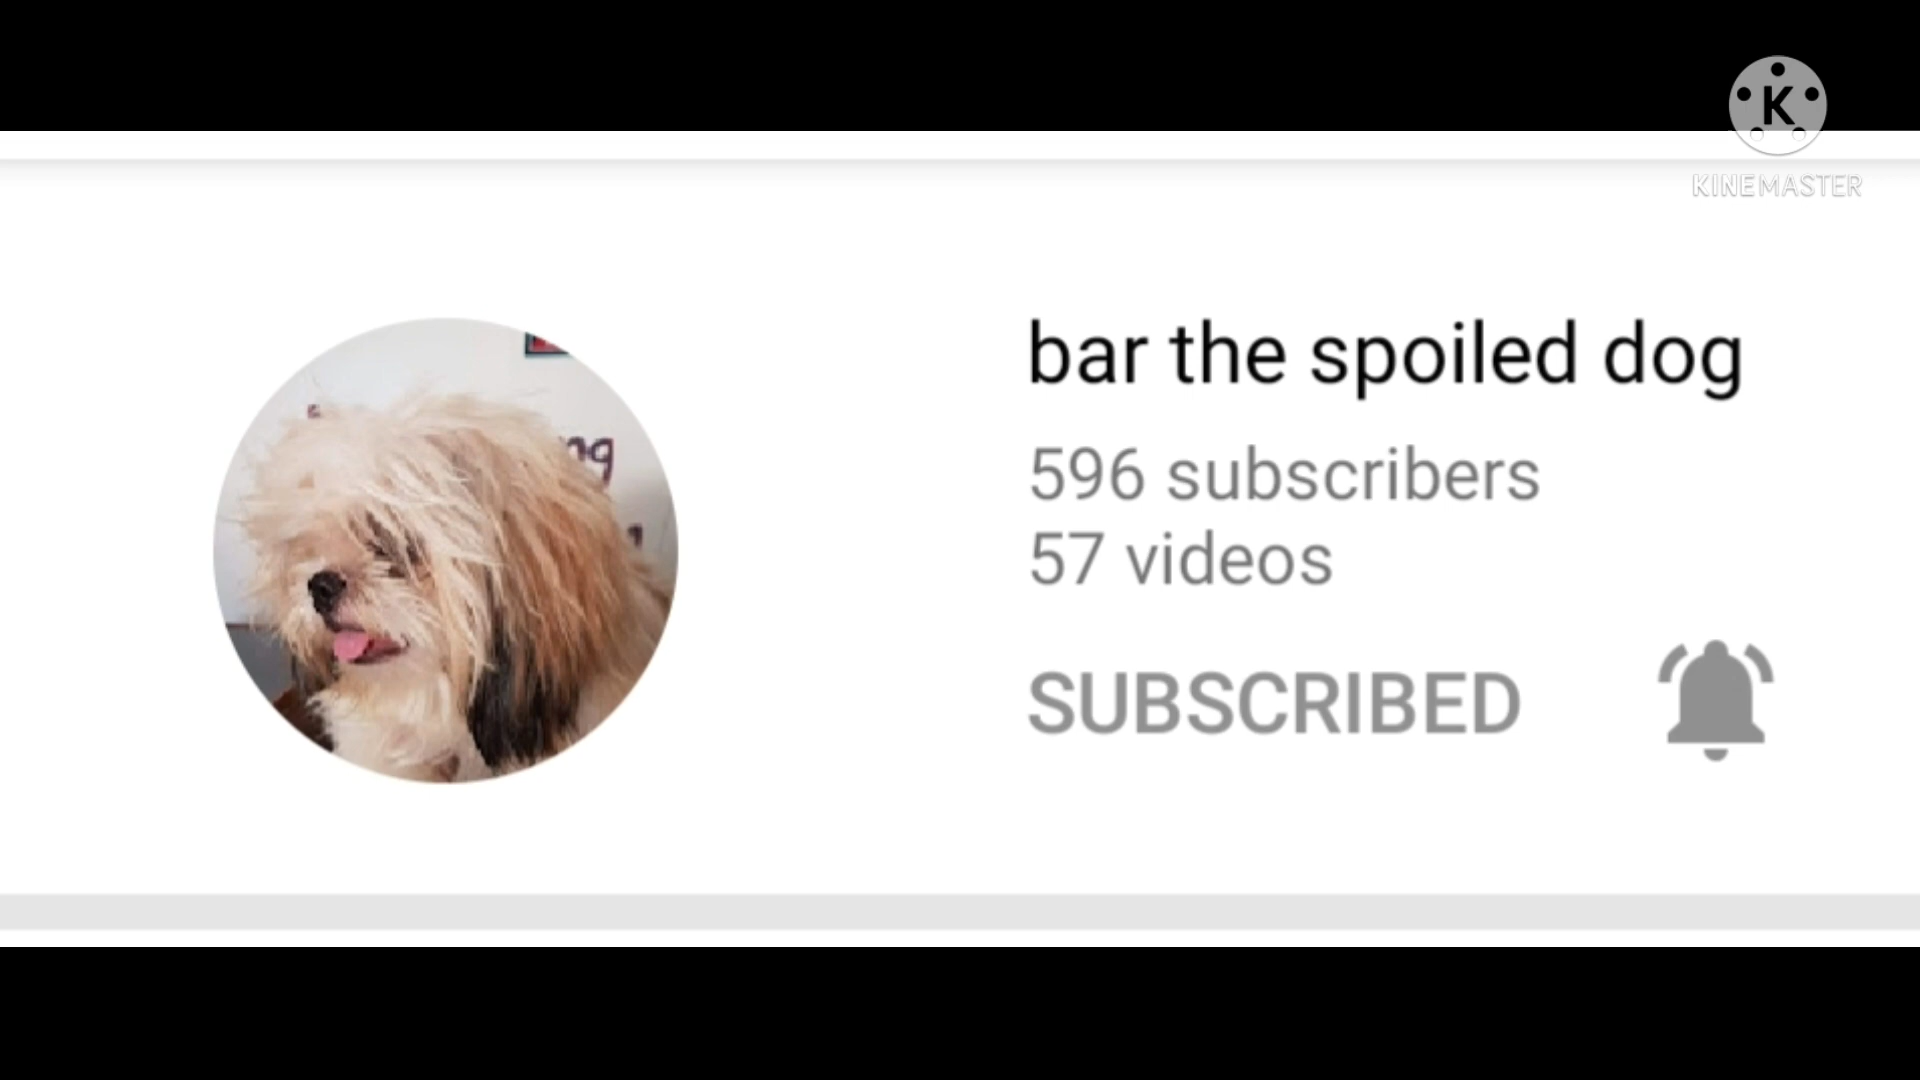 K
KINEMASTER
bar the spoiled dog
596 subscribers
57 videos
SUBSCRIBED